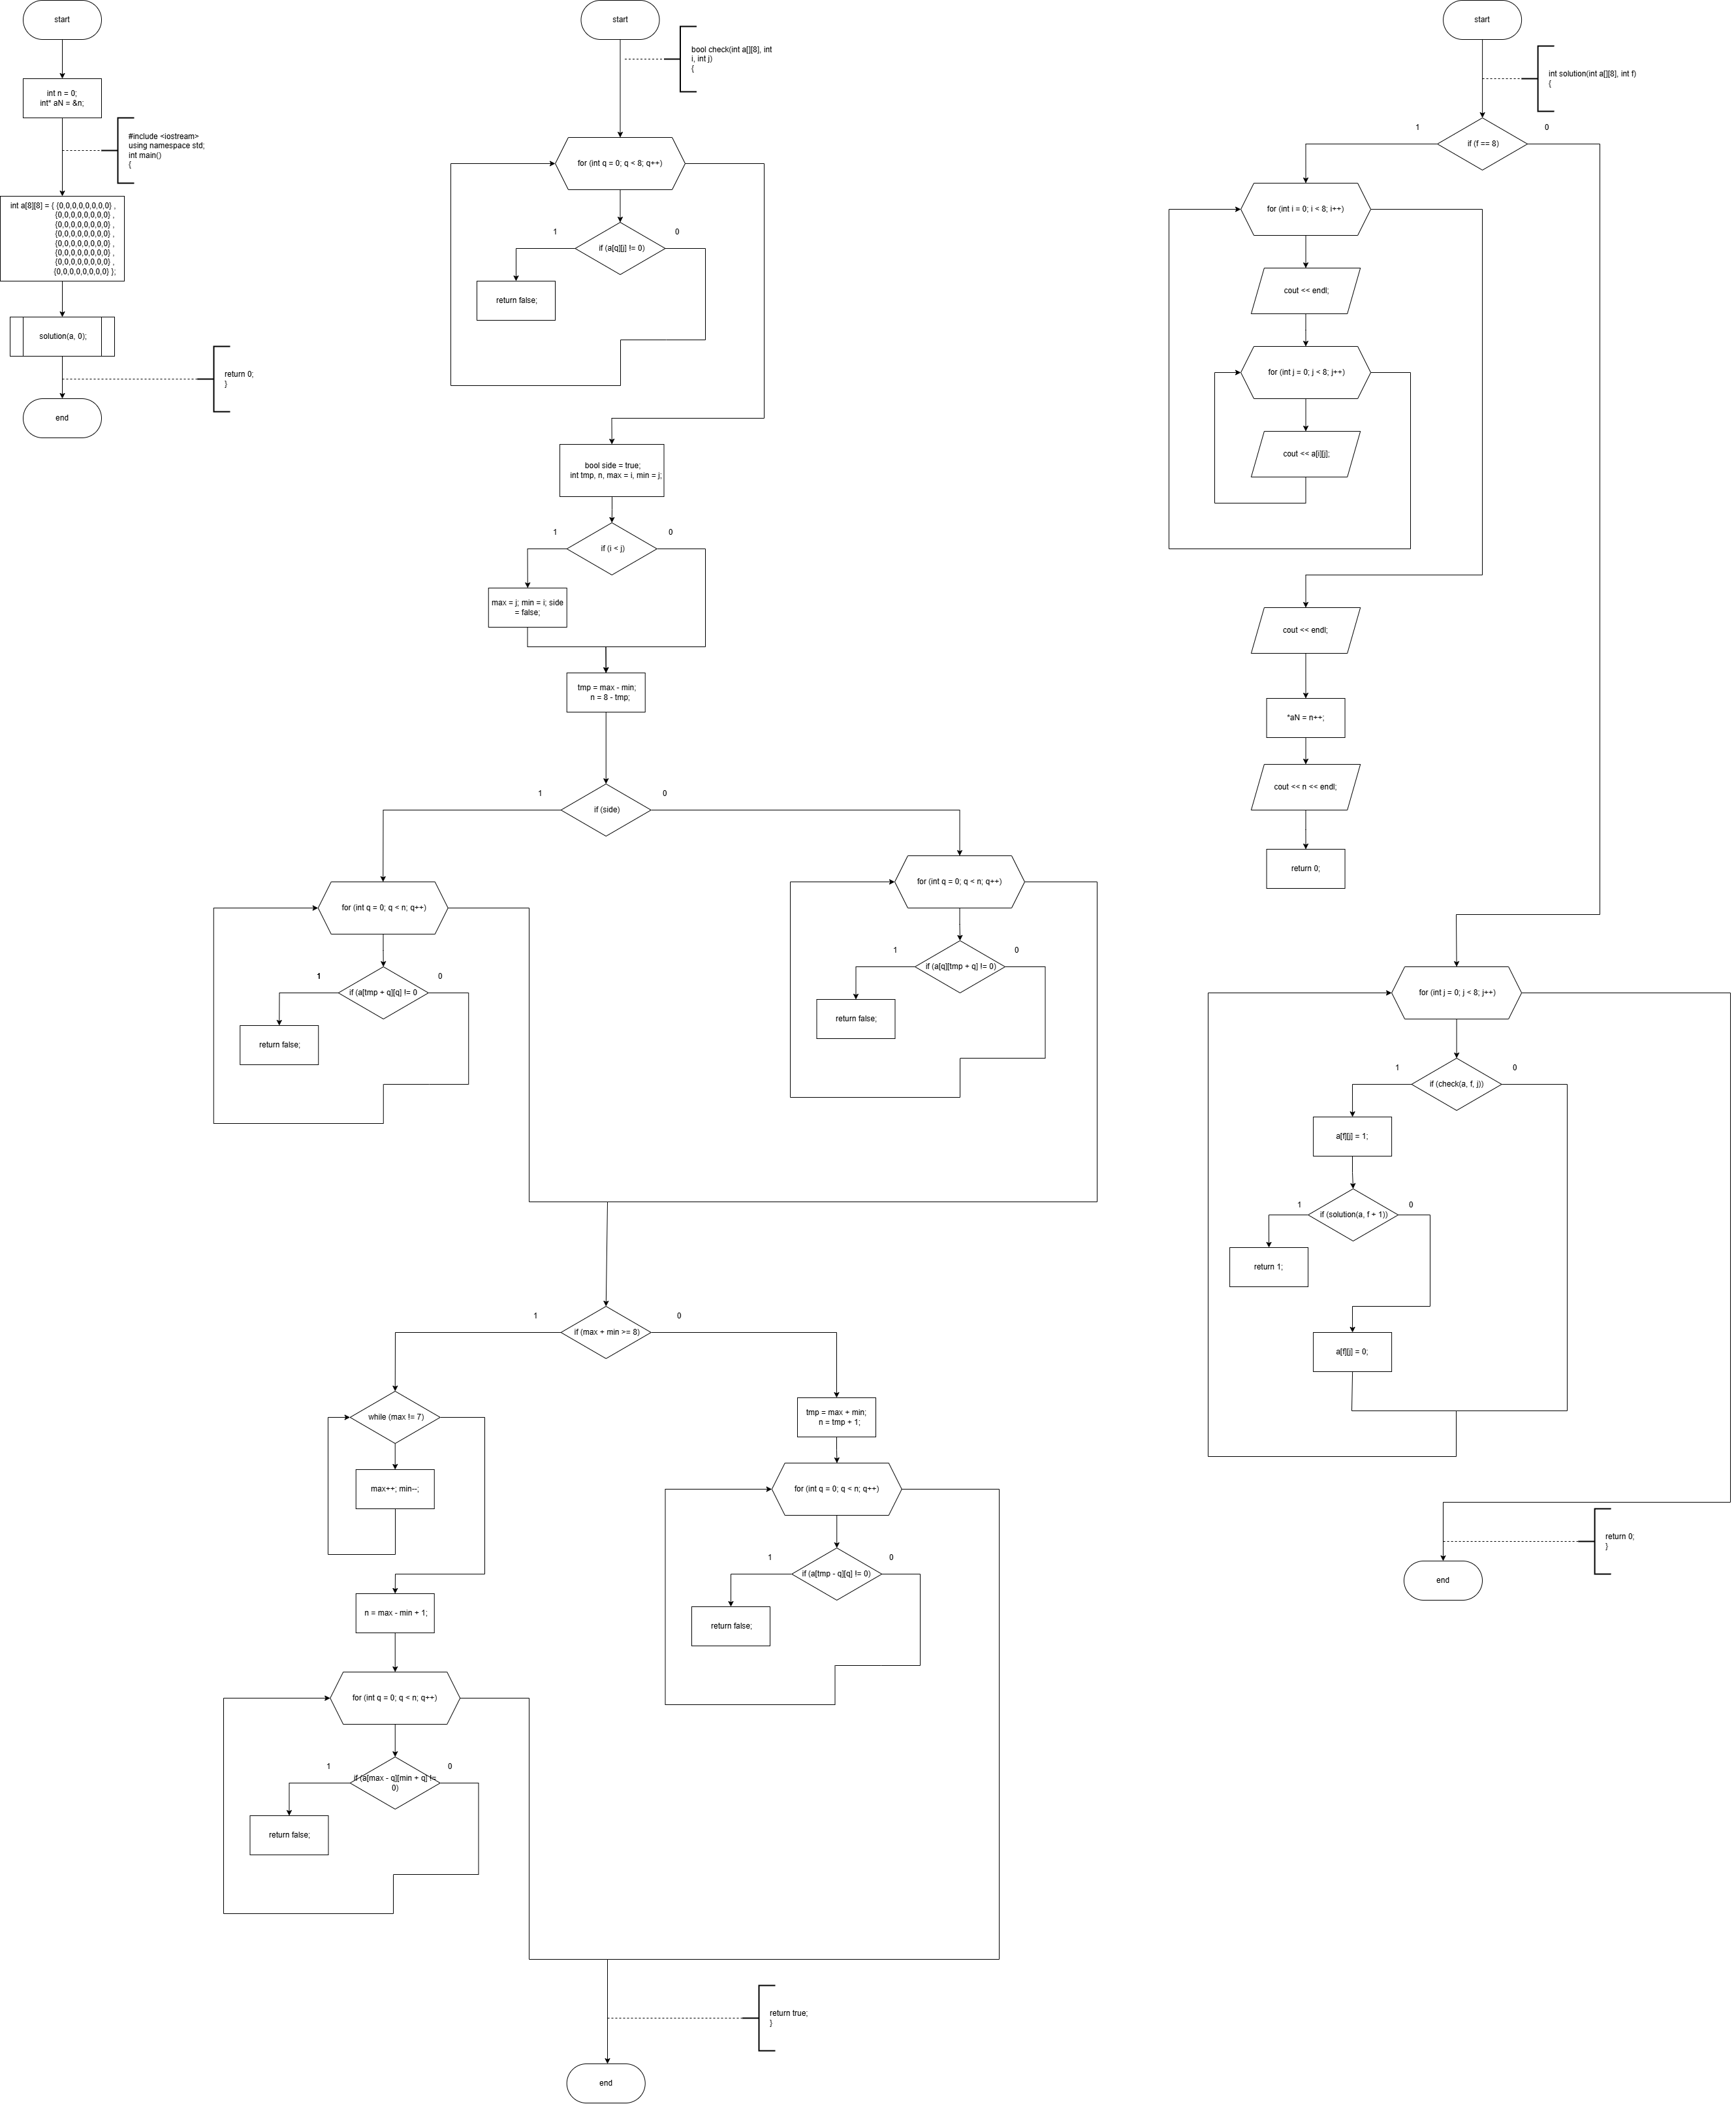 start
int n = 0;
int* aN = &n;
#include <iostream>
using namespace std;
int main()
{
int a[8][8] = { {0,0,0,0,0,0,0,0} ,
{0,0,0,0,0,0,0,0} ,
{0,0,0,0,0,0,0,0} ,
{0,0,0,0,0,0,0,0} ,
{0,0,0,0,0,0,0,0} ,
{0,0,0,0,0,0,0,0} ,
{0,0,0,0,0,0,0,0} ,
{0,0,0,0,0,0,0,0} };
solution(a, 0);
return 0;
}
end
start
bool check(int a[][8], int
i, int j)
{
for (int q = 0; q < 8; q++)
if (a[q][j] != 0)
1
0
return false;
bool side = true;
int tmp, n, max = i, min = j;
1
0
if (i < j)
max = j; min = i; side
= false;
tmp = max - min;
n = 8 - tmp;
1
0
if (side)
for (int q = 0; q < n; q++)
1
0
if (a[tmp + q][q] != 0
return false;
for (int q = 0; q < n; q++)
1
0
if (a[q][tmp + q] != 0)
return false;
1
0
if (max + min >= 8)
while (max != 7)
max++; min--;
n = max - min + 1;
for (int q = 0; q < n; q++)
1
0
if (a[max - q][min + q] !=
0)
return false;
tmp = max + min;
n = tmp + 1;
for (int q = 0; q < n; q++)
1
0
if (a[tmp - q][q] != 0)
return false;
return true;
}
end
start
int solution(int a[][8], int f)
{
1
0
if (f == 8)
for (int i = 0; i < 8; i++)
cout << endl;
for (int j = 0; j < 8; j++)
cout << a[i][j];
cout << endl;
*aN = n++;
cout << n << endl;
return 0;
for (int j = 0; j < 8; j++)
1
0
if (check(a, f, j))
a[f][j] = 1;
1
0
if (solution(a, f + 1))
return 1;
a[f][j] = 0;
return 0;
}
end